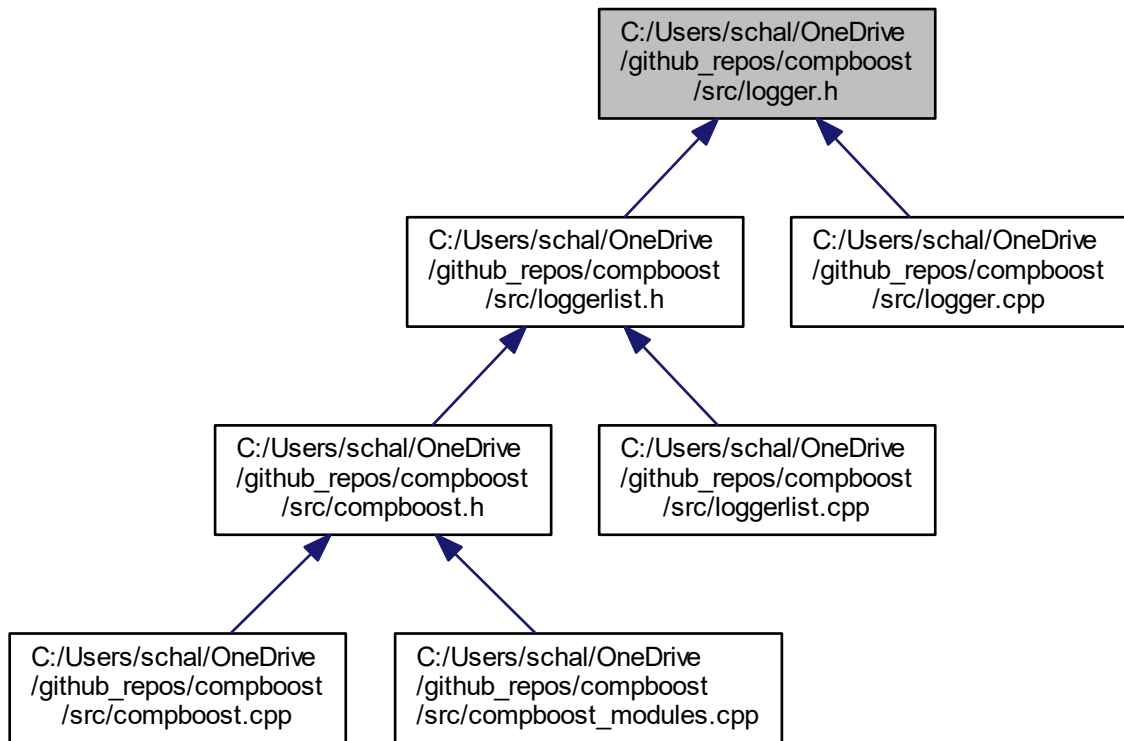 C:/Users/schal/OneDrive
/github_repos/compboost
/src/logger.h
C:/Users/schal/OneDrive
/github_repos/compboost
/src/loggerlist.h
C:/Users/schal/OneDrive
/github_repos/compboost
/src/logger.cpp
C:/Users/schal/OneDrive
/github_repos/compboost
/src/compboost.h
C:/Users/schal/OneDrive
/github_repos/compboost
/src/loggerlist.cpp
C:/Users/schal/OneDrive
/github_repos/compboost
/src/compboost.cpp
C:/Users/schal/OneDrive
/github_repos/compboost
/src/compboost_modules.cpp